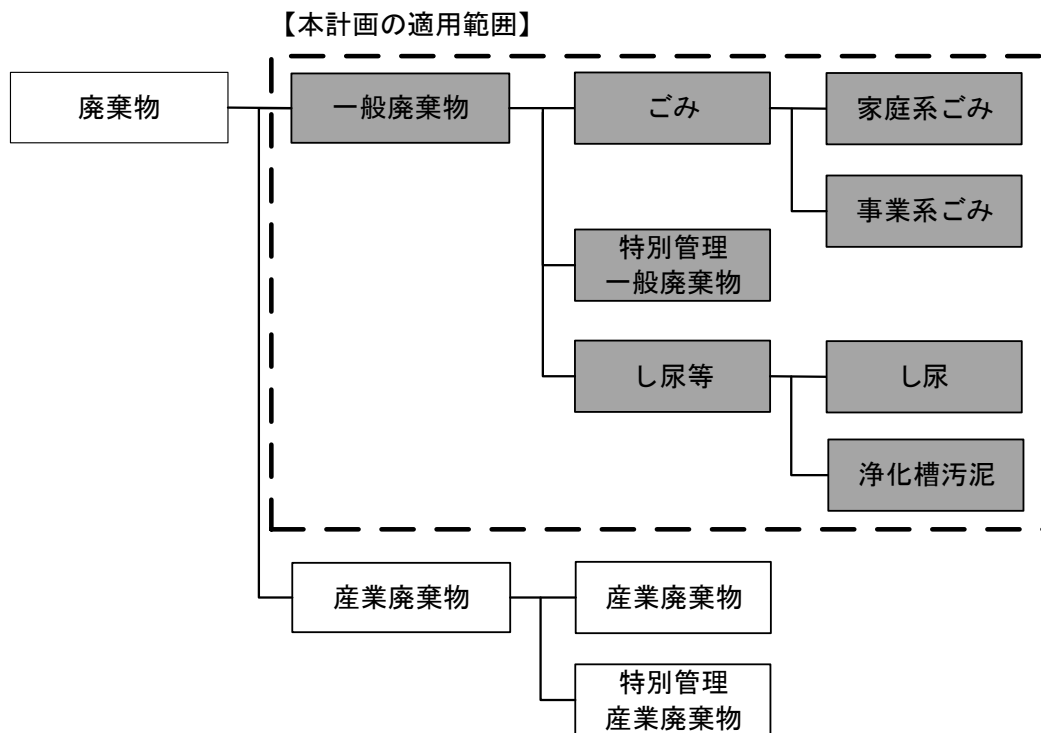 【本計画の適用範囲】
廃棄物
一般廃棄物
ごみ
家庭系ごみ
事業系ごみ
特別管理
一般廃棄物
し尿等
し尿
浄化槽汚泥
産業廃棄物
産業廃棄物
特別管理
産業廃棄物